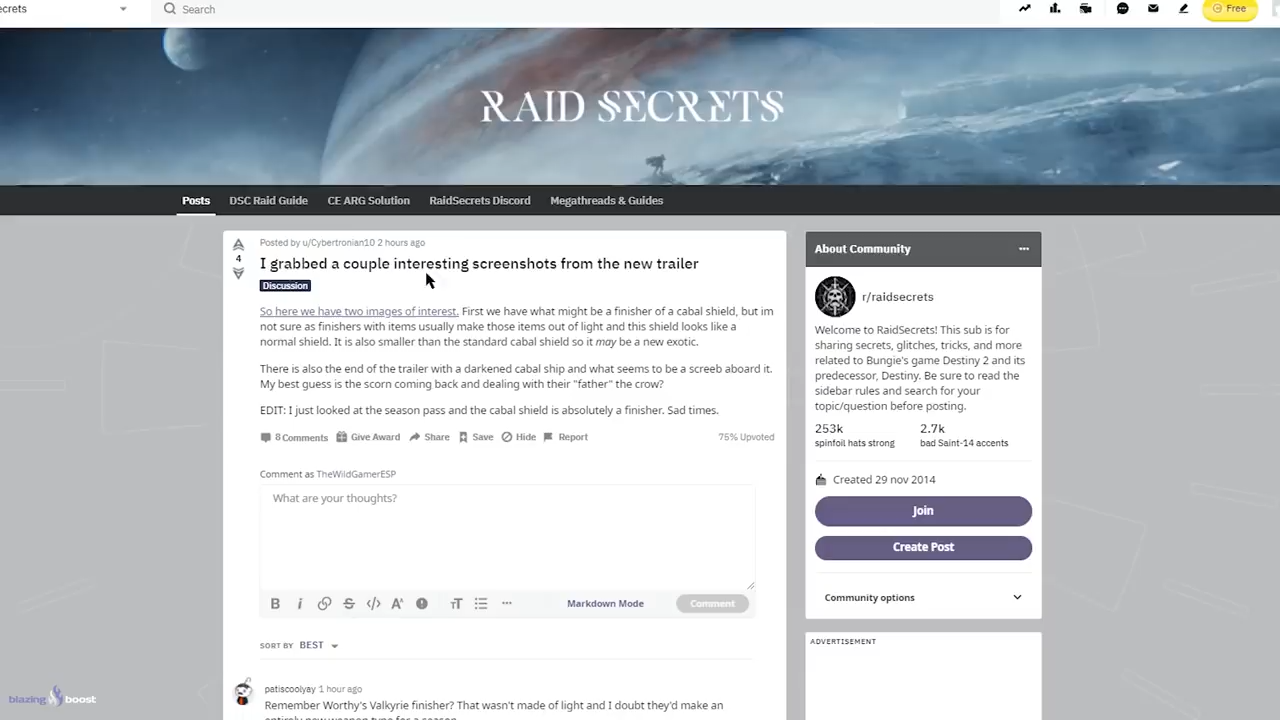 ecrets
Search
Free
RAID SECRETS
Posts
DSC Raid Guide
CE ARG Solution
RaidSecrets Discord
Megathreads & Guides
Posted by u/Cybertronian10 2 hours ago
4
I grabbed a couple interesting screenshots from the new trailer
Discussion
So here we have two images of interest. First we have what might be a finisher of a cabal shield, but im
not sure as finishers with items usually make those items out of light and this shield looks like a
normal shield. It is also smaller than the standard cabal shield so it may be a new exotic.
There is also the end of the trailer with a darkened cabal ship and what seems to be a screeb aboard it.
My best guess is the scorn coming back and dealing with their "father" the crow?
EDIT: I just looked at the season pass and the cabal shield is absolutely a finisher. Sad times.
8 Comments
Give Award
Share
Save
Hide
Report
75% Upvoted
Comment as TheWildGamerESP
What are your thoughts?
Markdown Mode
Comment
SORT BY BEST
patiscoolyay 1 hour ago
Remember Worthy's Valkyrie finisher? That wasn't made of light and I doubt they'd make an
entirely new weapon type for a season.
About Community
r/raidsecrets
Welcome to RaidSecrets! This sub is for
sharing secrets, glitches, tricks, and more
related to Bungie's game Destiny 2 and its
predecessor, Destiny. Be sure to read the
sidebar rules and search for your
topic/question before posting.
253k
2.7k
spinfoil hats strong
bad Saint-14 accents
Created 29 nov 2014
Join
Create Post
Community options
ADVERTISEMENT
blazing boost